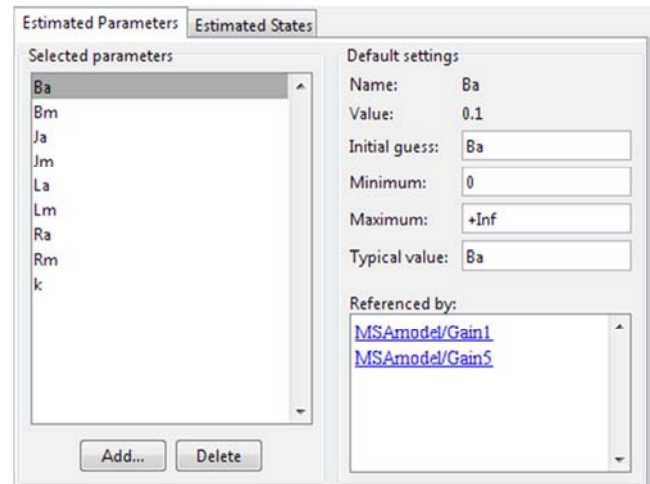 Estimated Parameters Estimated States
Selected parameters
Ba
Bm
Ja
Jm
La
Lm
Ra
Rm
k
Add... Delete
Default settings
Name: Ba
Value: 0.1
Initial guess: Ba
Minimum: 0
Maximum: +Inf
Typical value: Ba
Referenced by:
MSAmodel/Gain1
MSAmodel/Gain5